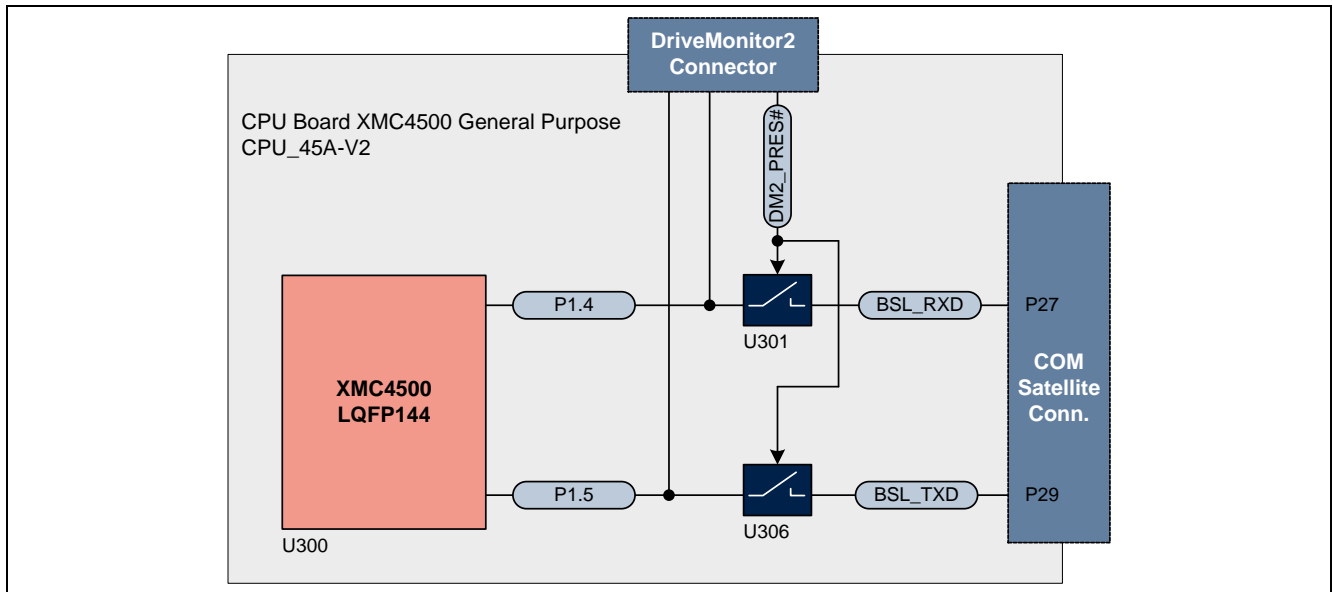 DriveMonitor2
Connector
CPU Board XMC4500 General Purpose
CPU_45A-V2
DM2_PRES#
P1.4
BSL_RXD
P27
U301
XMC4500
LQFP144
COM
Satellite
Conn.
P1.5
BSL_TXD
P29
U306
U300